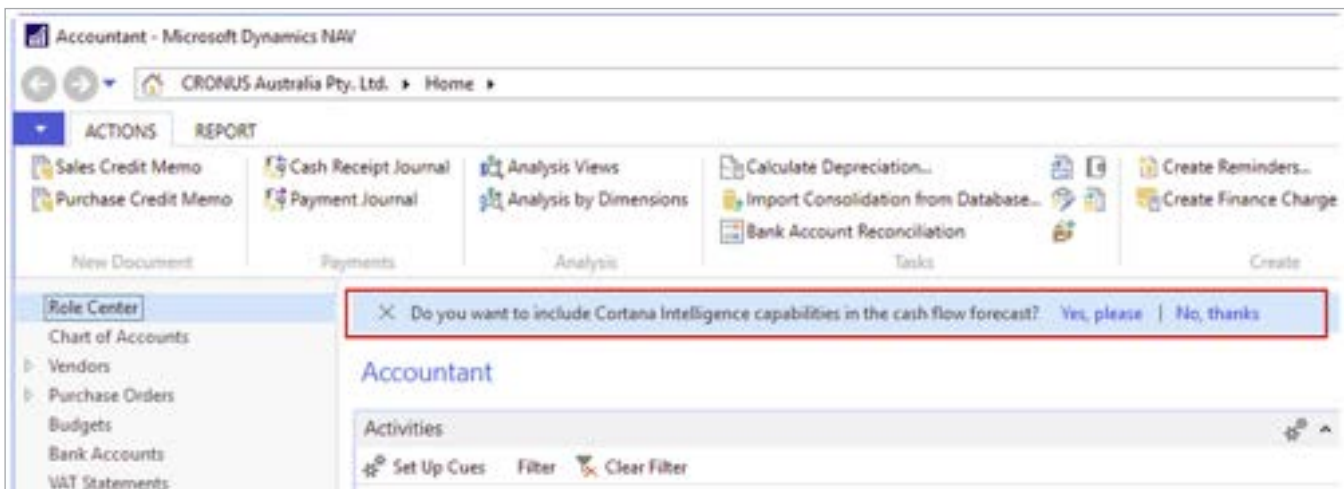 Accountant - Microsoft Dynamics NAV
CRONUS Australia Pty. Ltd. Home
ACTIONS REPORT
Sales Credit Memo Cash Receipt Journal Analysis Views Calculate Depreciation... Create Reminders...
Purchase Credit Memo Payment Journal Analysis by Dimensions Import Consolidation from Database... Create Finance Charge
Bank Account Reconciliation
New Document Payments Analysis Tasks Create
Role Center Do you want to include Cortana Intelligence capabilities in the cash flow forecast? Yes, please | No, thanks
Chart of Accounts
Vendors
Accountant
Purchase Orders
Budgets Activities
Bank Accounts
Set Up Cues Filter Clear Filter
VAT Statements